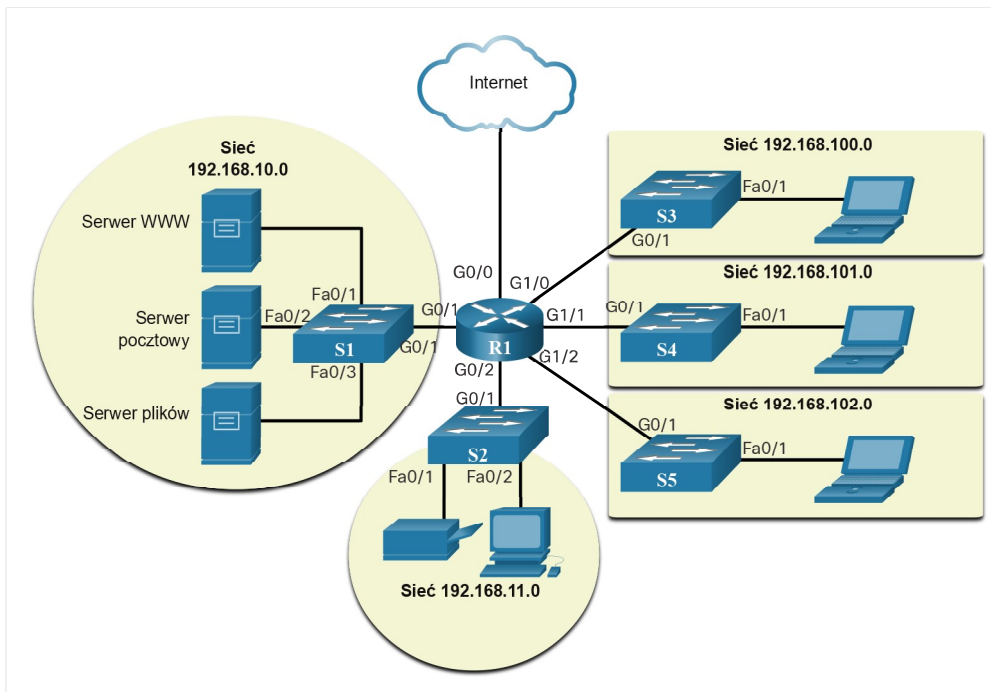 Internet
Sieć
192.168.10.0
Serwer WWW
Fa0/1
Serwer
pocztowy
Fa0/2
S1
G0/1
G0/1
Fa0/3
Serwer plików
G0/0
G1/0
R1
G1/1
G1/2
G0/2
Sieć 192.168.100.0
S3
Fa0/1
G0/1
Sieć 192.168.101.0
G0/1
S4
Fa0/1
Sieć 192.168.102.0
G0/1
S5
Fa0/1
G0/1
S2
Fa0/1
Fa0/2
Sieć 192.168.11.0